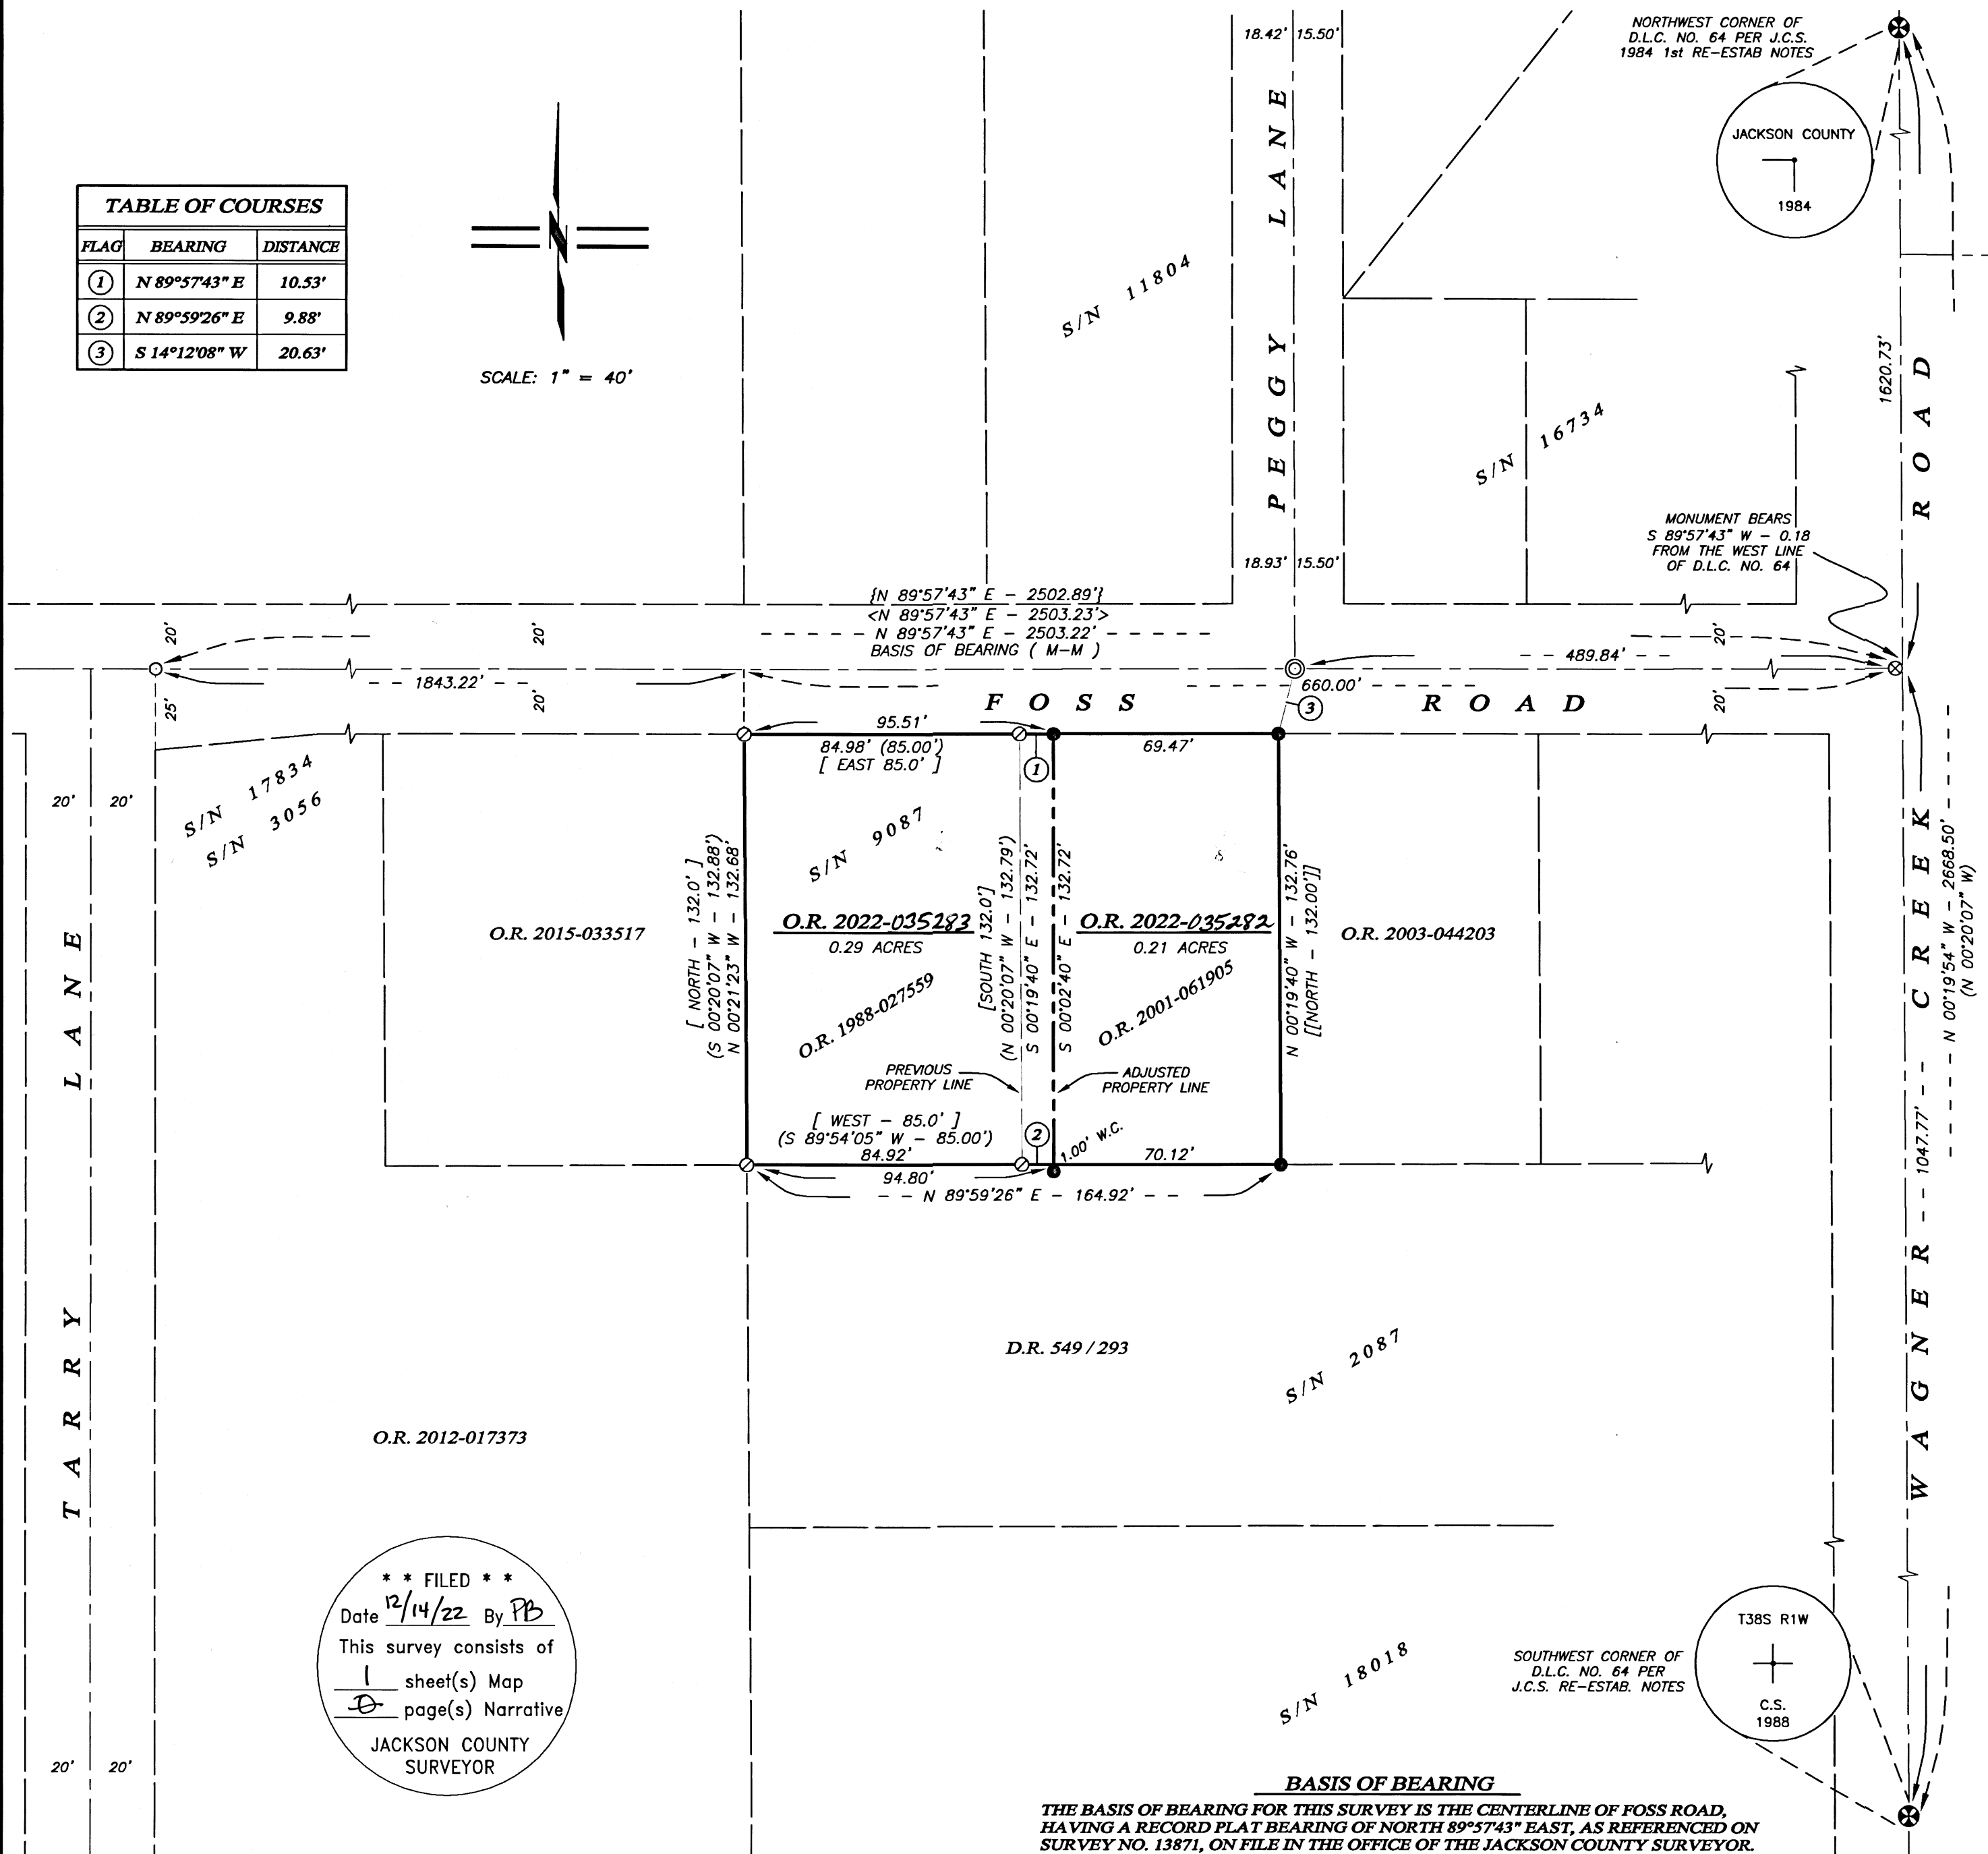 18.42' 15.50'
NORTHWEST CORNER OF
D.L.C. NO. 64 PER J.C.S.
1984 1st RE-ESTAB NOTES
JACKSON COUNTY
1984
TABLE OF COURSES
FLAG BEARING DISTANCE
1 N 89°57'43" E 10.53'
2 N 89°59'26" E 9.88'
3 S 14°12'08" W 20.63'
N
SCALE: 1" = 40'
S/N 11804
PEGGY LANE
S/N 16734
1620.73'
MONUMENT BEARS
S 89°57'43" W - 0.18
FROM THE WEST LINE
OF D.L.C. NO. 64
18.93' 15.50'
{N 89°57'43" E - 2502.89'}
<N 89°57'43" E - 2503.23'>
N 89°57'43" E - 2503.22'
BASIS OF BEARING ( M-M )
20'
20'
20'
489.84'
1843.22'
660.00'
25'
20'
20'
FOSS ROAD
3
95.51'
84.98' (85.00')
[ EAST 85.0' ]
1
69.47'
20' 20'
S/N 17834
S/N 3056
S/N 9087
[ NORTH - 132.0' ]
(S 00°20'07" W - 132.88')
N 00°21'23" W - 132.68'
[SOUTH 132.0']
(N 00°20'07" W - 132.79')
S 00°19'40" E - 132.72'
S 00°02'40" E - 132.72'
N 00°19'40" W - 132.76'
[[NORTH - 132.00']]
O.R. 2015-033517
O.R. 2022-035283
0.29 ACRES
O.R. 2022-035282
0.21 ACRES
O.R. 2003-044203
O.R. 1988-027559
O.R. 2001-061905
PREVIOUS
PROPERTY LINE
ADJUSTED
PROPERTY LINE
[ WEST - 85.0' ]
(S 89°54'05" W - 85.00')
84.92'
2
1.00' W.C.
70.12'
94.80'
N 89°59'26" E - 164.92'
WAGNER CREEK ROAD
1047.77'
N 00°19'54" W - 2668.50'
(N 00°20'07" W)
TARRY LANE
D.R. 549 / 293
S/N 2087
O.R. 2012-017373
* * FILED * *
Date 12/14/22 By PB
This survey consists of
1 sheet(s) Map
0 page(s) Narrative
JACKSON COUNTY
SURVEYOR
20' 20'
S/N 18018
SOUTHWEST CORNER OF
D.L.C. NO. 64 PER
J.C.S. RE-ESTAB. NOTES
T38S R1W
C.S.
1988
BASIS OF BEARING
THE BASIS OF BEARING FOR THIS SURVEY IS THE CENTERLINE OF FOSS ROAD,
HAVING A RECORD PLAT BEARING OF NORTH 89°57'43" EAST, AS REFERENCED ON
SURVEY NO. 13871, ON FILE IN THE OFFICE OF THE JACKSON COUNTY SURVEYOR.